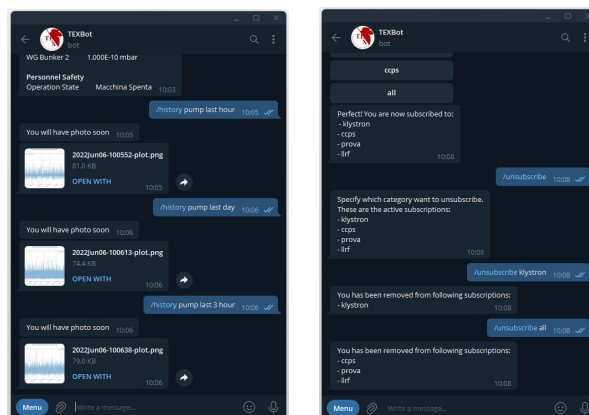 TEXBot
bot
WG Bunker 2 1.000E-10 mbar
Personnel Safety
Operation State Macchina Spenta 10:03
/history pump last hour 10:05
You will have photo soon 10:05
2022Jun06-100552-plot.png
81.0 KB
OPEN WITH 10:05
/history pump last day 10:06
You will have photo soon 10:06
2022Jun06-100613-plot.png
74.4 KB
OPEN WITH 10:06
/history pump last 3 hour 10:06
You will have photo soon 10:06
2022Jun06-100638-plot.png
79.0 KB
OPEN WITH 10:06
Menu Write a message...
TEXBot
bot
ccps
all
Perfect! You are now subscribed to:
- klystron
- ccps
- prova
- llrf 10:08
/unsubscribe 10:08
Specify which category want to unsubscribe.
These are the active subscriptions:
- klystron
- ccps
- prova
- llrf 10:08
/unsubscribe klystron 10:08
You has been removed from following subscriptions:
- klystron 10:08
/unsubscribe all 10:08
You has been removed from following subscriptions:
- ccps
- prova
- llrf 10:08
Menu Write a message...